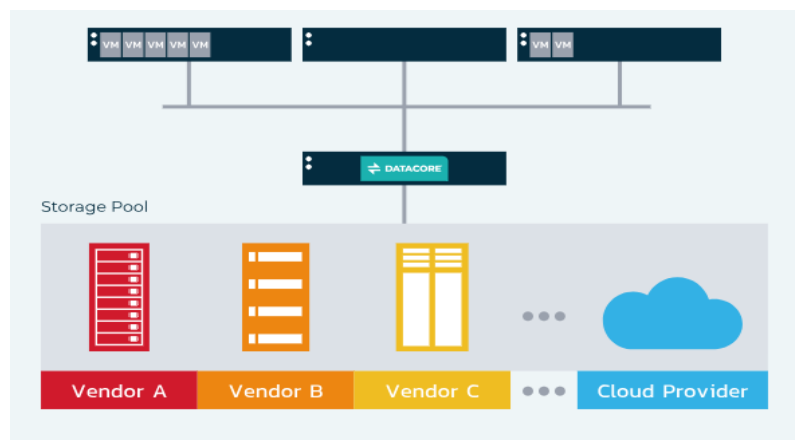 VM VM VM VM VM
VM VM
DATACORE
Storage Pool
Vendor A
Vendor B
Vendor C
Cloud Provider